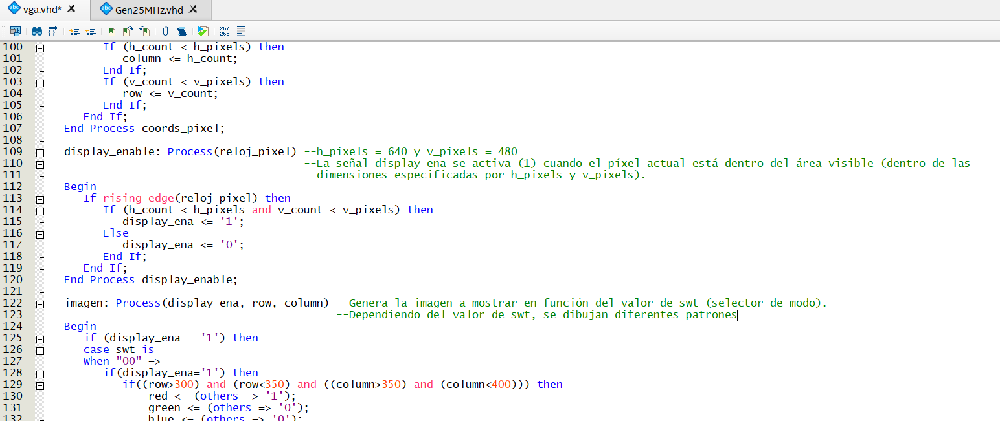 vga.vhd*
Gen25MHz.vhd
267
268
100 If (h_count < h_pixels) then
101 column <= h_count;
102 End If;
103 If (v_count < v_pixels) then
104 row <= v_count;
105 End If;
106 End If;
107 End Process coords_pixel;
108
109 display_enable: Process(reloj_pixel) --h_pixels = 640 y v_pixels = 480
110 --La señal display_ena se activa (1) cuando el píxel actual está dentro del área visible (dentro de las
111 --dimensiones especificadas por h_pixels y v_pixels).
112 Begin
113 If rising_edge(reloj_pixel) then
114 If (h_count < h_pixels and v_count < v_pixels) then
115 display_ena <= '1';
116 Else
117 display_ena <= '0';
118 End If;
119 End If;
120 End Process display_enable;
121
122 imagen: Process(display_ena, row, column) --Genera la imagen a mostrar en función del valor de swt (selector de modo).
123 --Dependiendo del valor de swt, se dibujan diferentes patrones
124 Begin
125 if (display_ena = '1') then
126 case swt is
127 When "00" =>
128 if(display_ena='1') then
129 if((row>300) and (row<350) and ((column>350) and (column<400))) then
130 red <= (others => '1');
131 green <= (others => '0');
132 blue <= (others => '0');